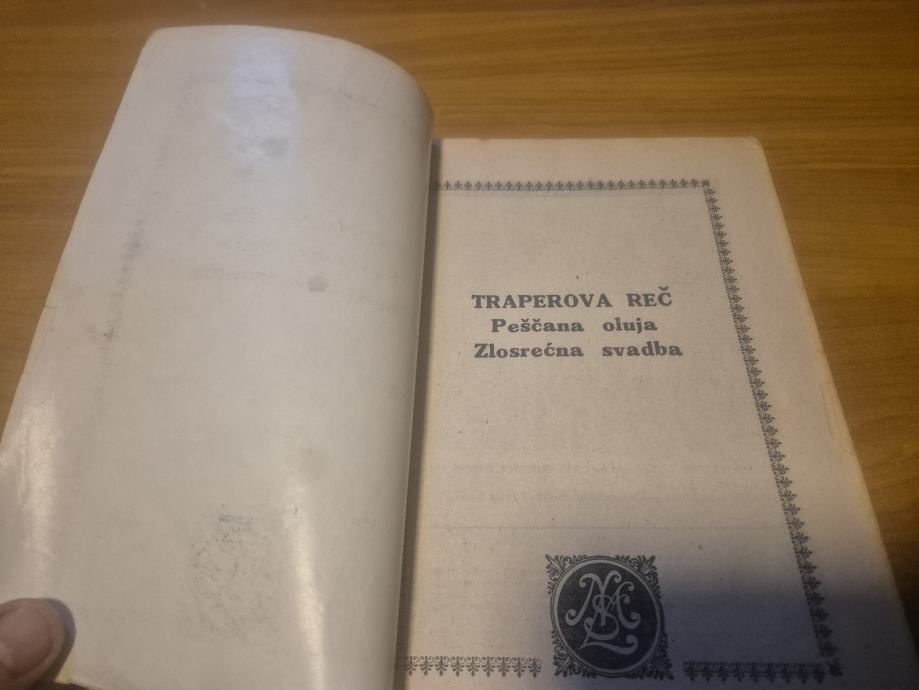 TRAPEROVA REČ
Peščana oluja
Zlosrećna svadba